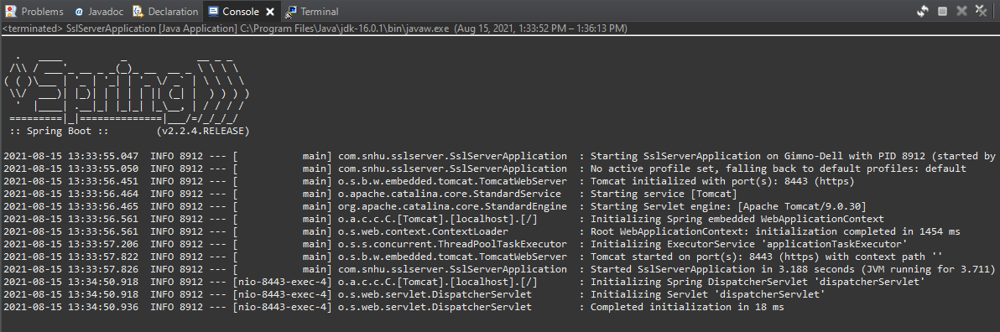 Problems @ Javadoc Declaration Console Terminal
<terminated> SslServerApplication [Java Application] C:\Program Files\Java\jdk-16.0.1\bin\javaw.exe (Aug 15, 2021, 1:33:52 PM – 1:36:13 PM)
  .   ____          _            __ _ _
 /\\ / ___'_ __ _ _(_)_ __  __ _ \ \ \ \
( ( )\___ | '_ | '_| | '_ \/ _` | \ \ \ \
 \\/  ___)| |_)| | | | | || (_| |  ) ) ) )
  '  |____| .__|_| |_|_| |_\__, | / / / /
 =========|_|==============|___/=/_/_/_/
 :: Spring Boot ::        (v2.2.4.RELEASE)
2021-08-15 13:33:55.047  INFO 8912 --- [           main] com.snhu.sslserver.SslServerApplication  : Starting SslServerApplication on Gimno-Dell with PID 8912 (started by
2021-08-15 13:33:55.050  INFO 8912 --- [           main] com.snhu.sslserver.SslServerApplication  : No active profile set, falling back to default profiles: default
2021-08-15 13:33:56.451  INFO 8912 --- [           main] o.s.b.w.embedded.tomcat.TomcatWebServer  : Tomcat initialized with port(s): 8443 (https)
2021-08-15 13:33:56.464  INFO 8912 --- [           main] o.apache.catalina.core.StandardService   : Starting service [Tomcat]
2021-08-15 13:33:56.465  INFO 8912 --- [           main] org.apache.catalina.core.StandardEngine  : Starting Servlet engine: [Apache Tomcat/9.0.30]
2021-08-15 13:33:56.561  INFO 8912 --- [           main] o.a.c.c.C.[Tomcat].[localhost].[/]       : Initializing Spring embedded WebApplicationContext
2021-08-15 13:33:56.561  INFO 8912 --- [           main] o.s.web.context.ContextLoader            : Root WebApplicationContext: initialization completed in 1454 ms
2021-08-15 13:33:57.206  INFO 8912 --- [           main] o.s.s.concurrent.ThreadPoolTaskExecutor  : Initializing ExecutorService 'applicationTaskExecutor'
2021-08-15 13:33:57.822  INFO 8912 --- [           main] o.s.b.w.embedded.tomcat.TomcatWebServer  : Tomcat started on port(s): 8443 (https) with context path ''
2021-08-15 13:33:57.826  INFO 8912 --- [           main] com.snhu.sslserver.SslServerApplication  : Started SslServerApplication in 3.188 seconds (JVM running for 3.711)
2021-08-15 13:34:50.918  INFO 8912 --- [nio-8443-exec-4] o.a.c.c.C.[Tomcat].[localhost].[/]       : Initializing Spring DispatcherServlet 'dispatcherServlet'
2021-08-15 13:34:50.918  INFO 8912 --- [nio-8443-exec-4] o.s.web.servlet.DispatcherServlet        : Initializing Servlet 'dispatcherServlet'
2021-08-15 13:34:50.936  INFO 8912 --- [nio-8443-exec-4] o.s.web.servlet.DispatcherServlet        : Completed initialization in 18 ms